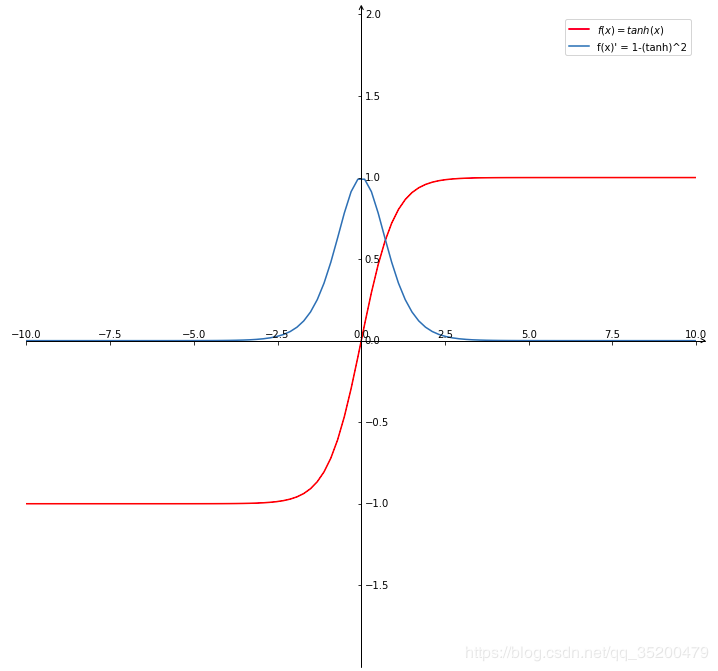 2.0
f(x) = tanh(x)
f(x)' = 1-(tanh)^2
1.5
1.0
0.5
−10.0 −7.5 −5.0 −2.5 0.0 2.5 5.0 7.5 10.0
0.0
−0.5
−1.0
−1.5
https://blog.csdn.net/qq_35200479